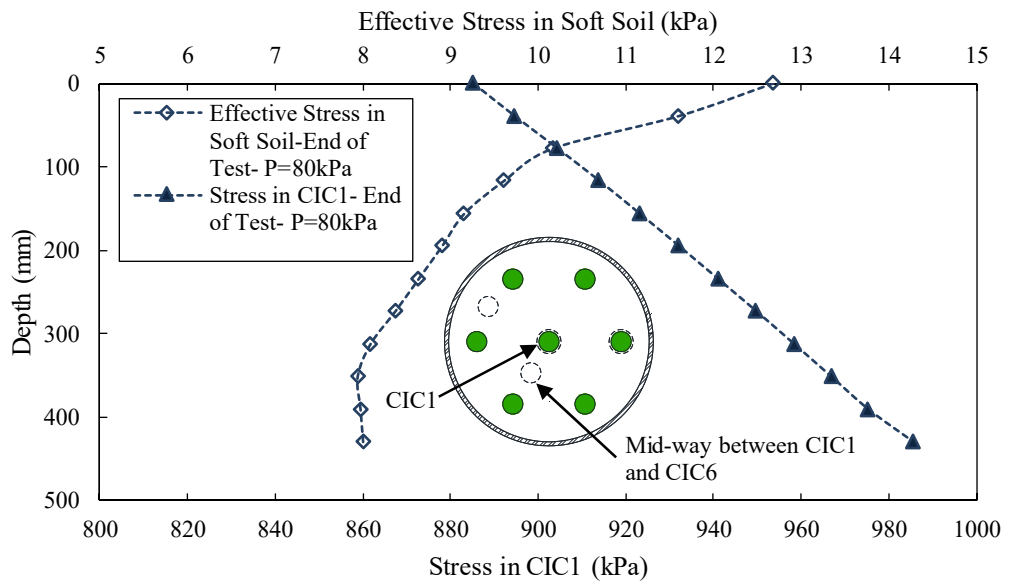 Effective Stress in Soft Soil (kPa)
5 6 7 8 9 10 11 12 13 14 15
0
100
200
300
400
500
Depth (mm)
Effective Stress in
Soft Soil-End of
Test- P=80kPa
Stress in CIC1- End
of Test- P=80kPa
CIC1
Mid-way between CIC1
and CIC6
800 820 840 860 880 900 920 940 960 980 1000
Stress in CIC1 (kPa)